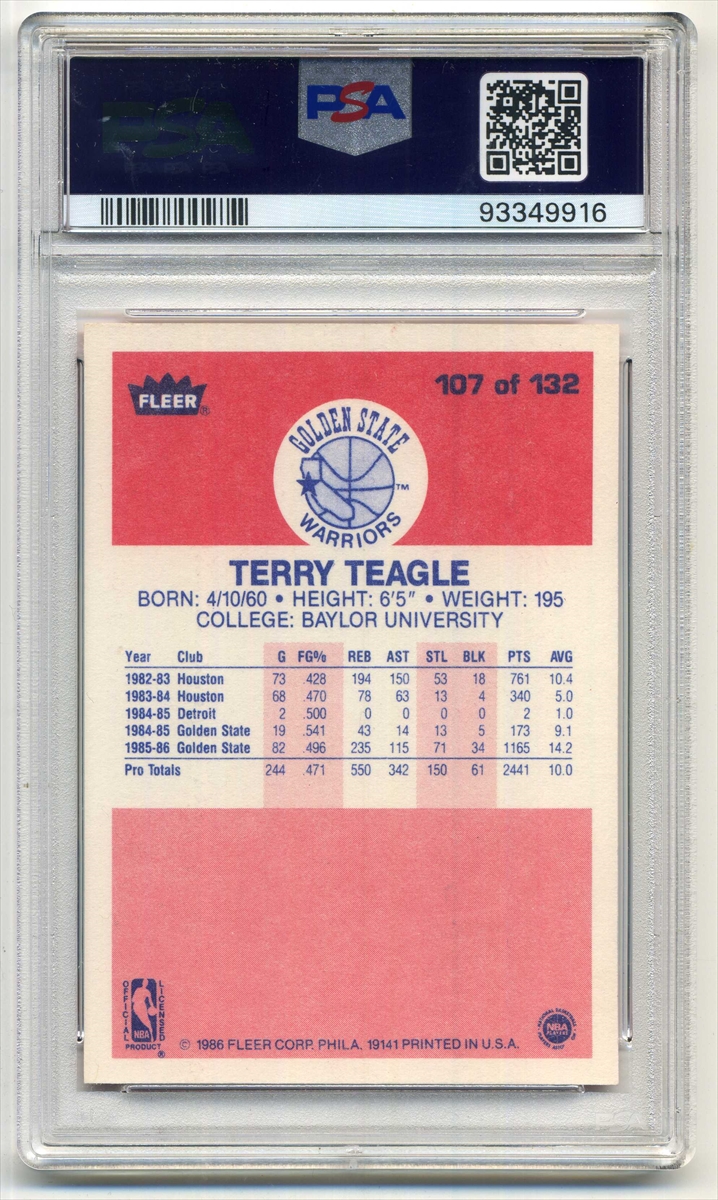 PSA
PSA
93349916
FLEER®
107 of 132
GOLDEN STATE
WARRIORS
™
TERRY TEAGLE
BORN: 4/10/60 • HEIGHT: 6'5" • WEIGHT: 195
COLLEGE: BAYLOR UNIVERSITY
Year Club G FG% REB AST STL BLK PTS AVG
1982-83 Houston 73 .428 194 150 53 18 761 10.4
1983-84 Houston 68 .470 78 63 13 4 340 5.0
1984-85 Detroit 2 .500 0 0 0 0 2 1.0
1984-85 Golden State 19 .541 43 14 13 5 173 9.1
1985-86 Golden State 82 .496 235 115 71 34 1165 14.2
Pro Totals 244 .471 550 342 150 61 2441 10.0
OFFICIAL LICENSED
NBA
PRODUCT ®
© 1986 FLEER CORP. PHILA. 19141 PRINTED IN U.S.A.
NBA
PLAYERS